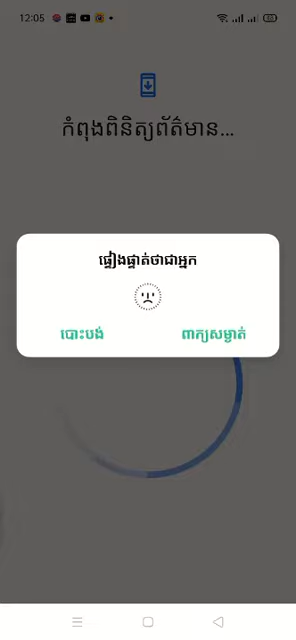 12:05
កំពុងពិនិត្យព័ត៌មាន...
ផ្ទៀងផ្ទាត់ថាជាអ្នក
បោះបង់
ពាក្យសម្ងាត់